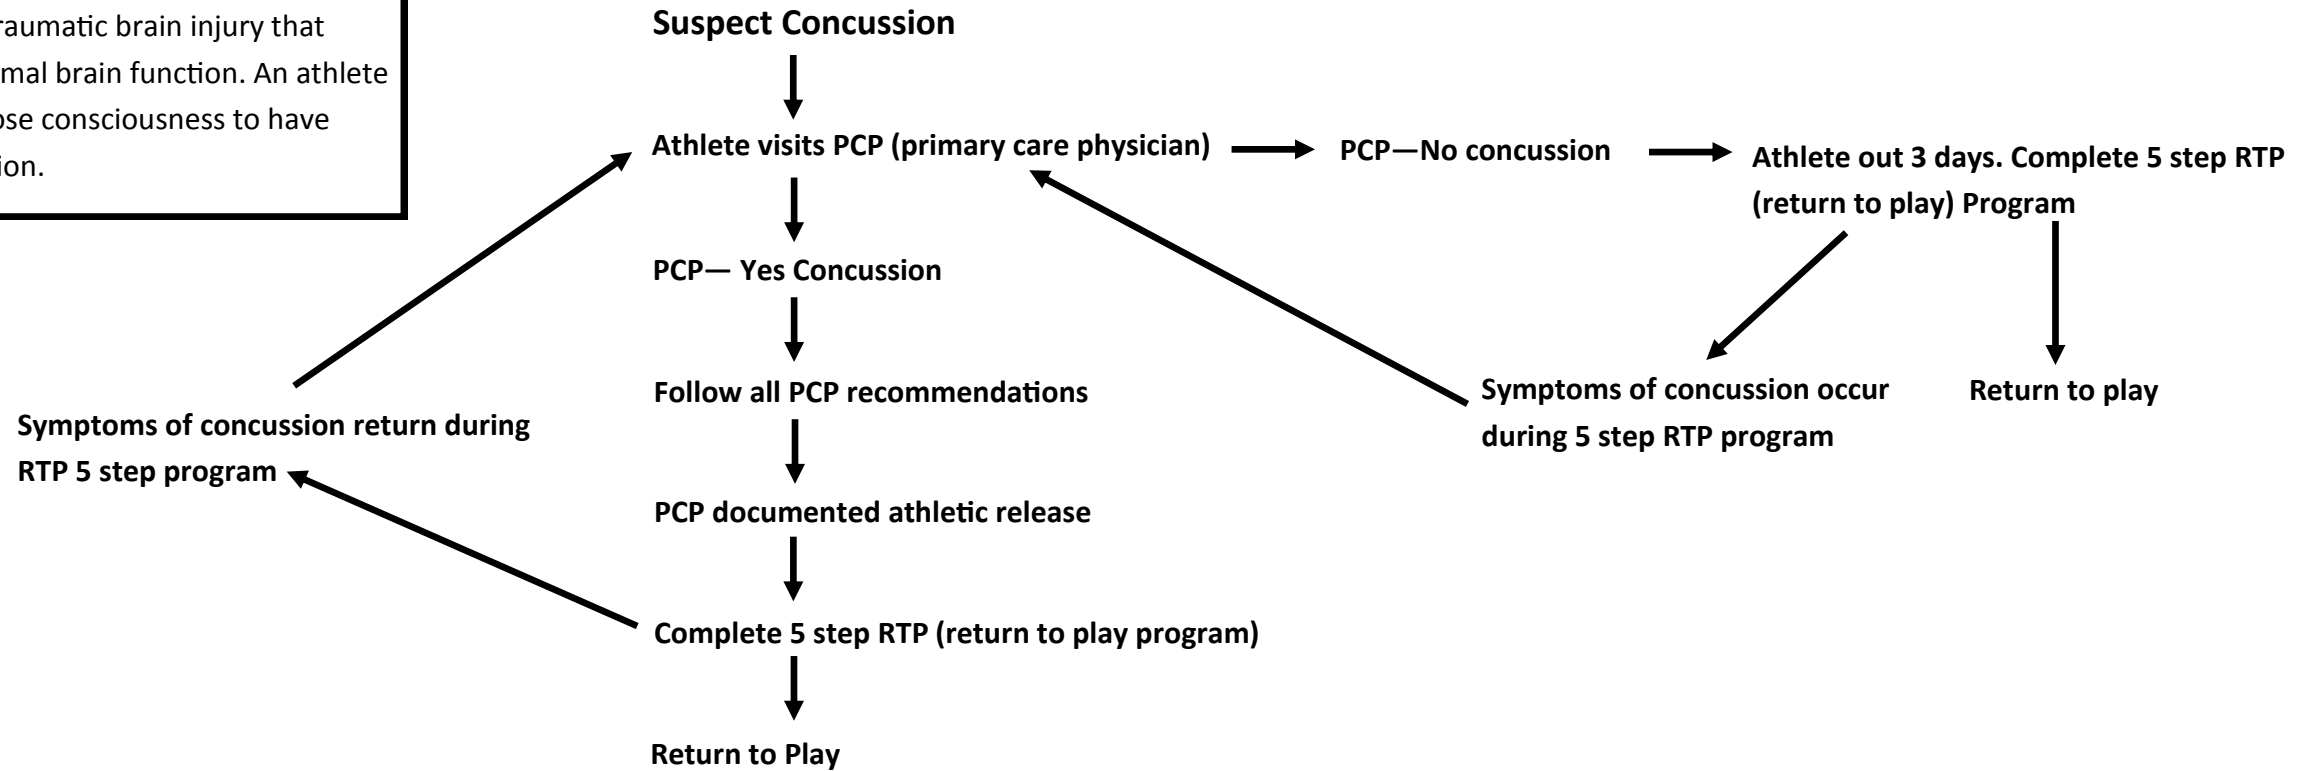 raumatic brain injury that
mal brain function. An athlete
ose consciousness to have
ion.
Suspect Concussion
Athlete visits PCP (primary care physician)
PCP—No concussion
Athlete out 3 days. Complete 5 step RTP
(return to play) Program
PCP— Yes Concussion
Follow all PCP recommendations
Symptoms of concussion occur
during 5 step RTP program
Return to play
Symptoms of concussion return during
RTP 5 step program
PCP documented athletic release
Complete 5 step RTP (return to play program)
Return to Play